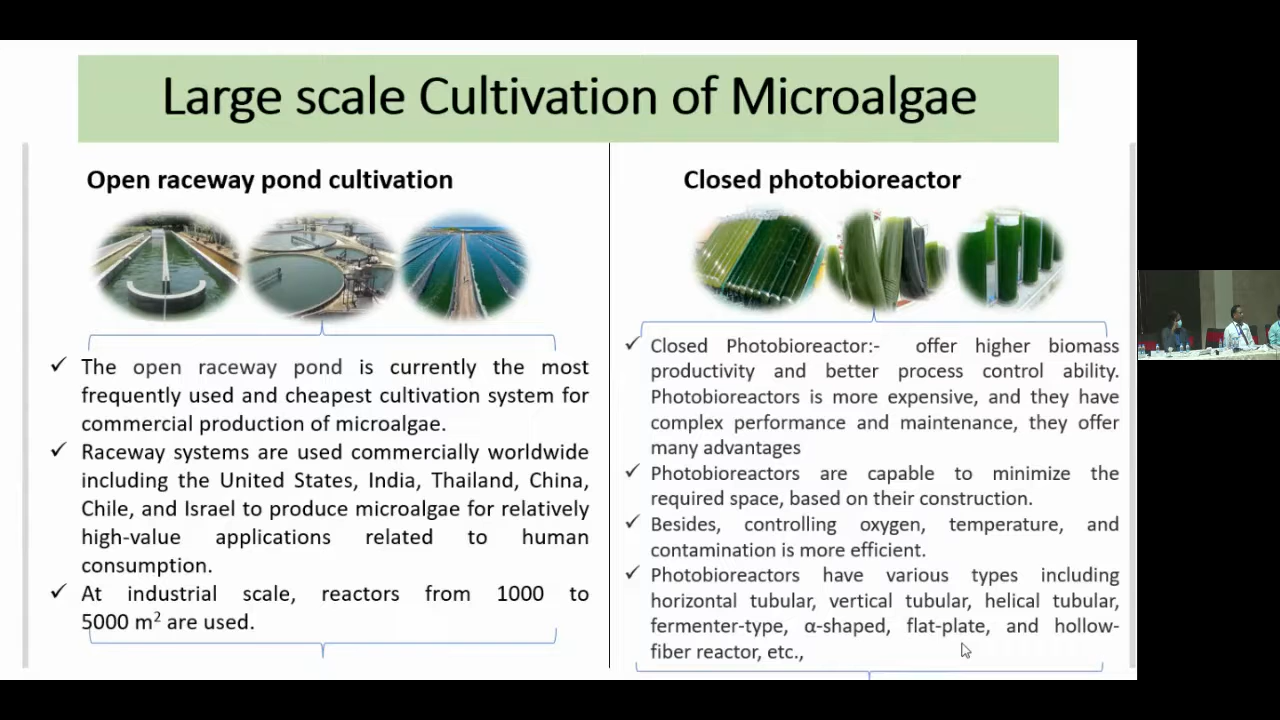 Large scale Cultivation of Microalgae
Open raceway pond cultivation
The open raceway pond is currently the most
frequently used and cheapest cultivation system for
commercial production of microalgae.
Raceway systems are used commercially worldwide
including the United States, India, Thailand, China,
Chile, and Israel to produce microalgae for relatively
high-value applications related to human
consumption.
At industrial scale, reactors from 1000 to
5000 m² are used.
Closed photobioreactor
Closed Photobioreactor:- offer higher biomass
productivity and better process control ability.
Photobioreactors is more expensive, and they have
complex performance and maintenance, they offer
many advantages
Photobioreactors are capable to minimize the
required space, based on their construction.
Besides, controlling oxygen, temperature, and
contamination is more efficient.
Photobioreactors have various types including
horizontal tubular, vertical tubular, helical tubular,
fermenter-type, α-shaped, flat-plate, and hollow-
fiber reactor, etc.,